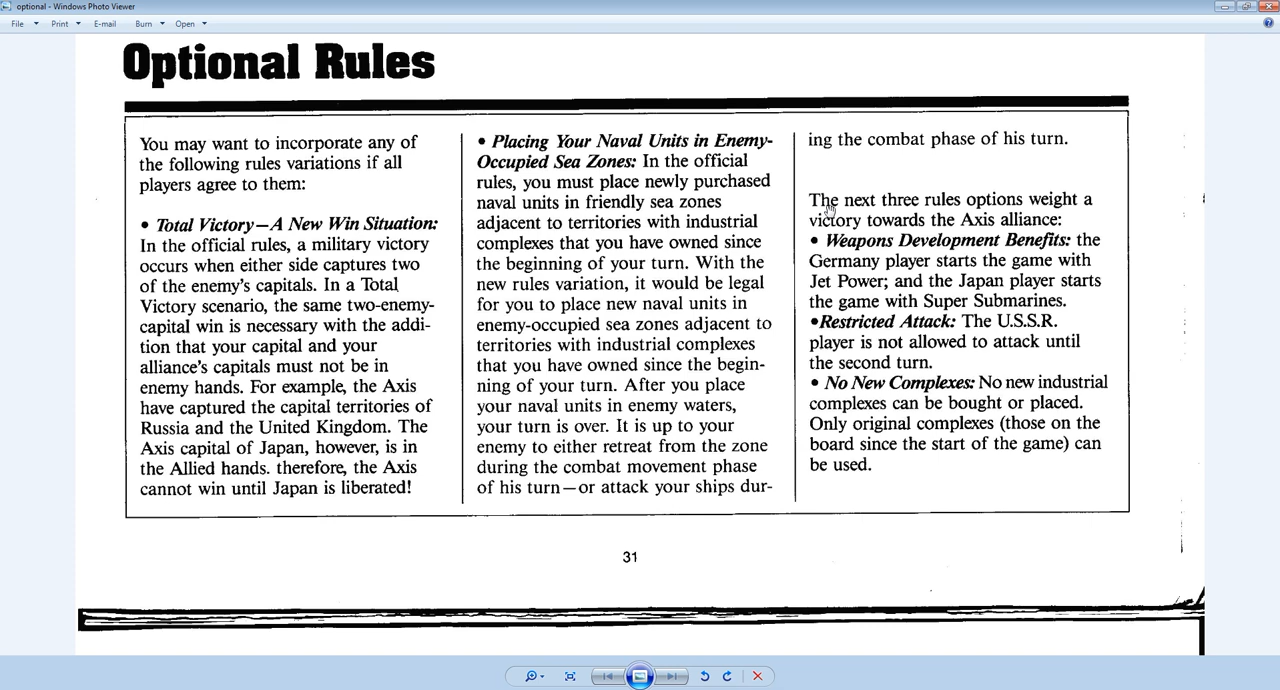 optional - Windows Photo Viewer
File Print E-mail Burn Open
Optional Rules
You may want to incorporate any of
the following rules variations if all
players agree to them:
• Total Victory—A New Win Situation:
In the official rules, a military victory
occurs when either side captures two
of the enemy's capitals. In a Total
Victory scenario, the same two-enemy-
capital win is necessary with the addi-
tion that your capital and your
alliance's capitals must not be in
enemy hands. For example, the Axis
have captured the capital territories of
Russia and the United Kingdom. The
Axis capital of Japan, however, is in
the Allied hands. therefore, the Axis
cannot win until Japan is liberated!
• Placing Your Naval Units in Enemy-
Occupied Sea Zones: In the official
rules, you must place newly purchased
naval units in friendly sea zones
adjacent to territories with industrial
complexes that you have owned since
the beginning of your turn. With the
new rules variation, it would be legal
for you to place new naval units in
enemy-occupied sea zones adjacent to
territories with industrial complexes
that you have owned since the begin-
ning of your turn. After you place
your naval units in enemy waters,
your turn is over. It is up to your
enemy to either retreat from the zone
during the combat movement phase
of his turn—or attack your ships dur-
ing the combat phase of his turn.
The next three rules options weight a
victory towards the Axis alliance:
• Weapons Development Benefits: the
Germany player starts the game with
Jet Power; and the Japan player starts
the game with Super Submarines.
•Restricted Attack: The U.S.S.R.
player is not allowed to attack until
the second turn.
• No New Complexes: No new industrial
complexes can be bought or placed.
Only original complexes (those on the
board since the start of the game) can
be used.
31